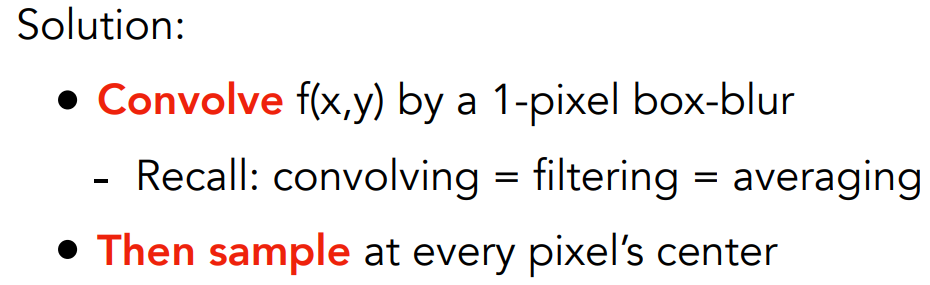 Solution:
• Convolve f(x,y) by a 1-pixel box-blur
- Recall: convolving = filtering = averaging
• Then sample at every pixel’s center